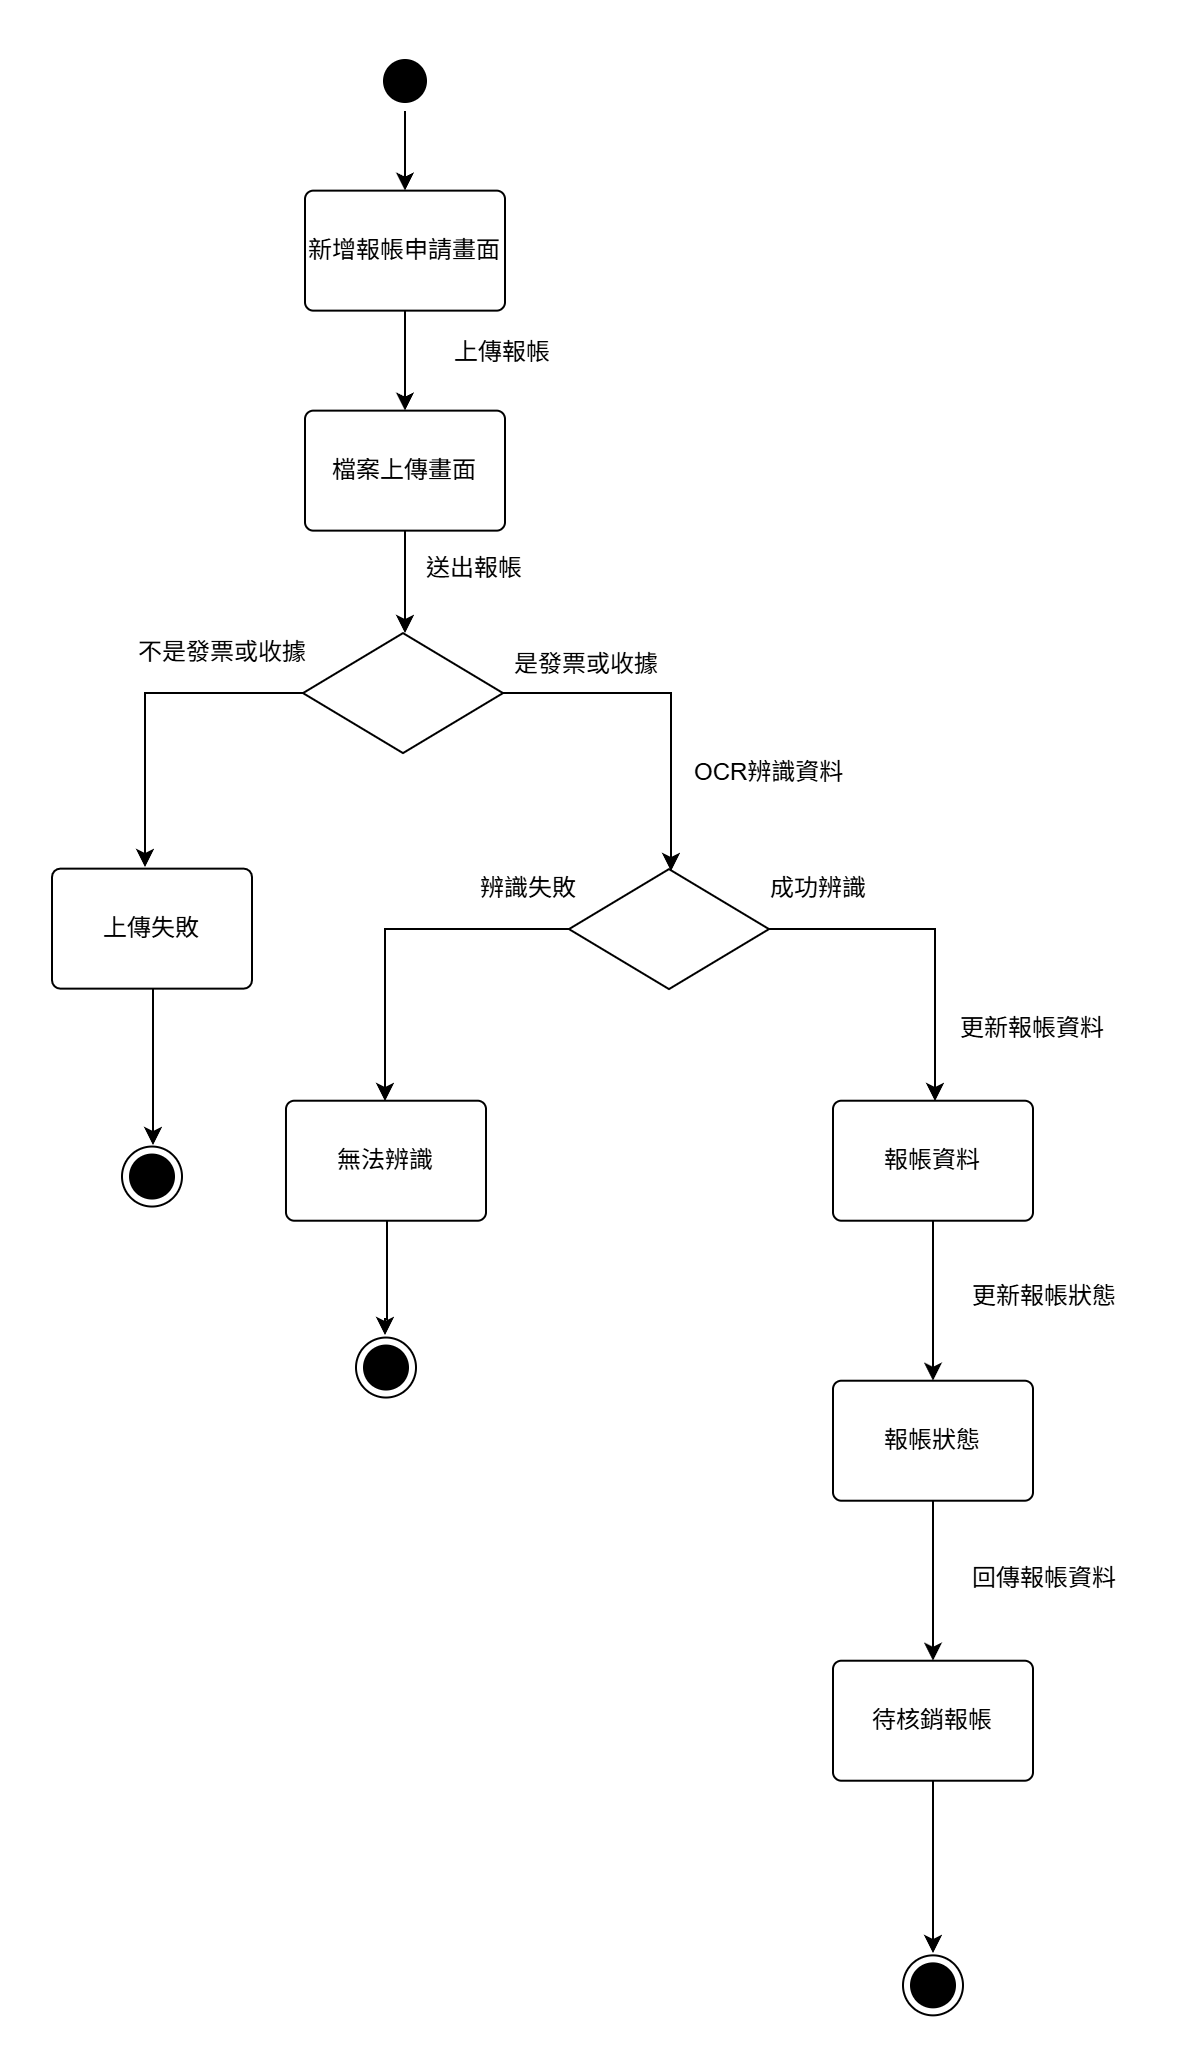 新增報帳申請畫面
上傳報帳
檔案上傳畫面
送出報帳
不是發票或收據
是發票或收據
OCR辨識資料
辨識失敗
成功辨識
上傳失敗
更新報帳資料
無法辨識
報帳資料
更新報帳狀態
報帳狀態
回傳報帳資料
待核銷報帳